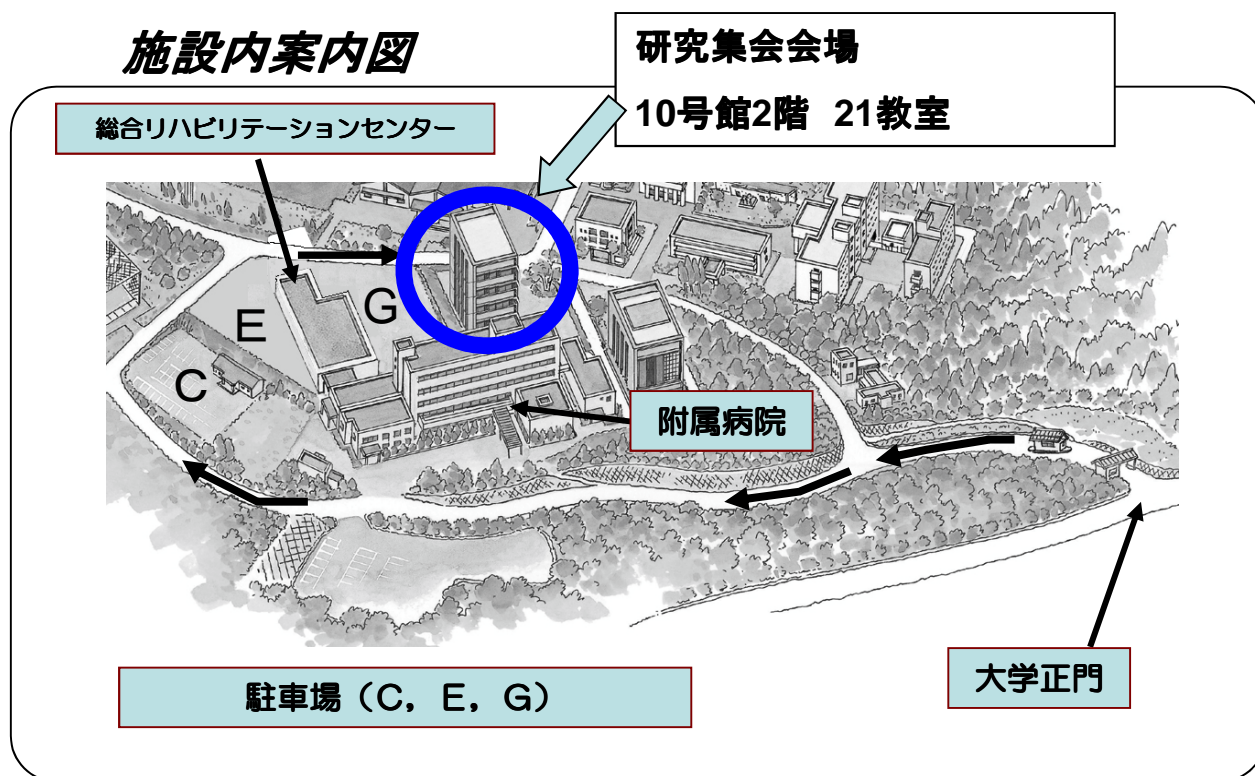 施設内案内図
研究集会会場
10号館2階 21教室
総合リハビリテーションセンター
G
E
C
附属病院
大学正門
駐車場（C，E，G）